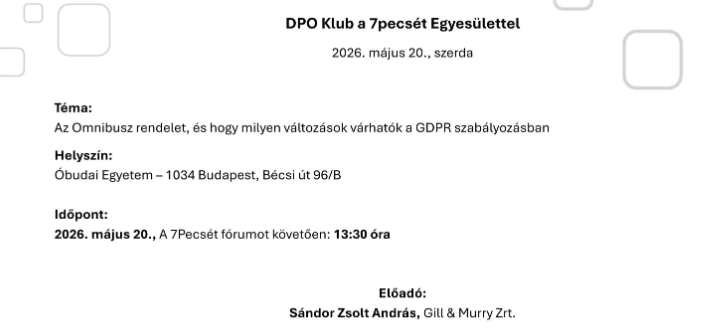 DPO Klub a 7pecsét Egyesülettel
2026. május 20., szerda
Téma:
Az Omnibusz rendelet, és hogy milyen változások várhatók a GDPR szabályozásban
Helyszín:
Óbudai Egyetem – 1034 Budapest, Bécsi út 96/B
Időpont:
2026. május 20., A 7Pecsét fórumot követően: 13:30 óra
Előadó:
Sándor Zsolt András, Gill & Murry Zrt.